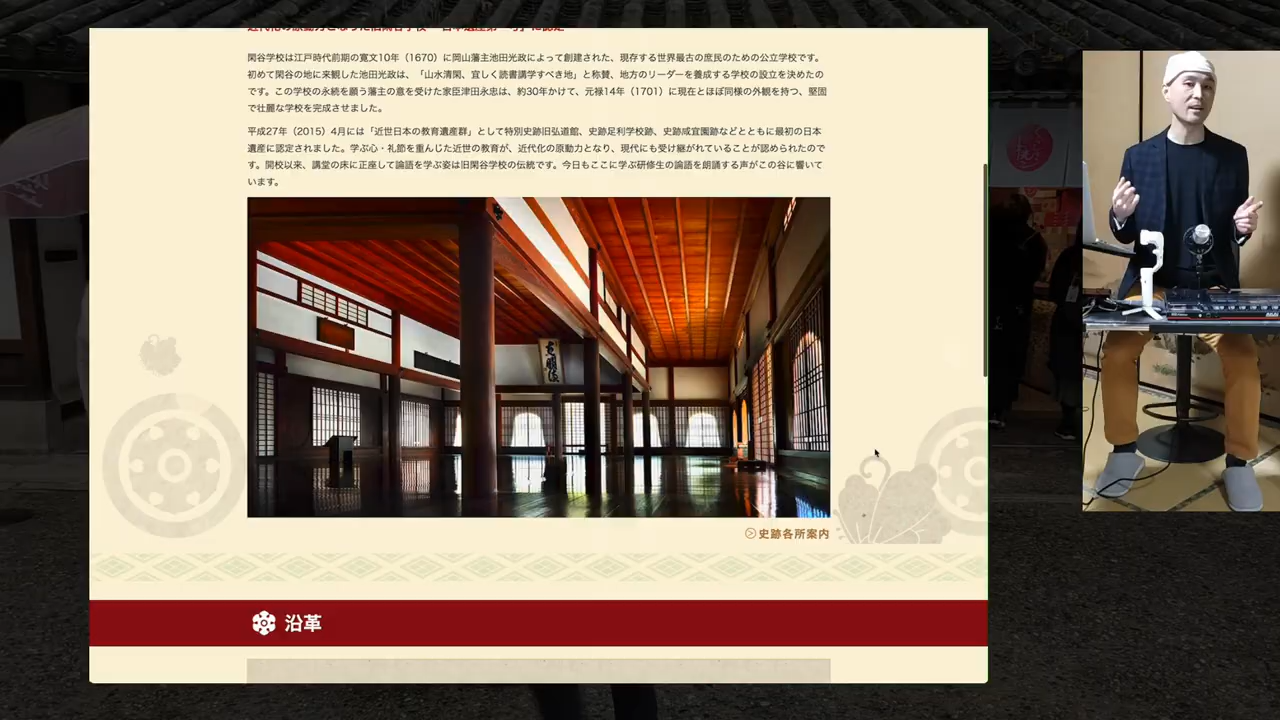 閑谷学校は江戸時代前期の寛文10年（1670）に岡山藩主池田光政によって創建された、現存する世界最古の庶民のための公立学校です。
初めて閑谷の地に来観した池田光政は、「山水清閑、宜しく読書講学すべき地」と称賛、地方のリーダーを養成する学校の設立を決めたの
です。この学校の永続を願う藩主の意を受けた家臣津田永忠は、約30年かけて、元禄14年（1701）に現在とほぼ同様の外観を持つ、堅固
で壮麗な学校を完成させました。
平成27年（2015）4月には「近世日本の教育遺産群」として特別史跡旧弘道館、史跡足利学校跡、史跡咸宜園跡などとともに最初の日本
遺産に認定されました。学ぶ心・礼節を重んじた近世の教育が、近代化の原動力となり、現代にも受け継がれていることが認められたので
す。開校以来、講堂の床に正座して論語を学ぶ姿は旧閑谷学校の伝統です。今日もここに学ぶ研修生の論語を朗誦する声がこの谷に響いて
います。
史跡各所案内
沿革